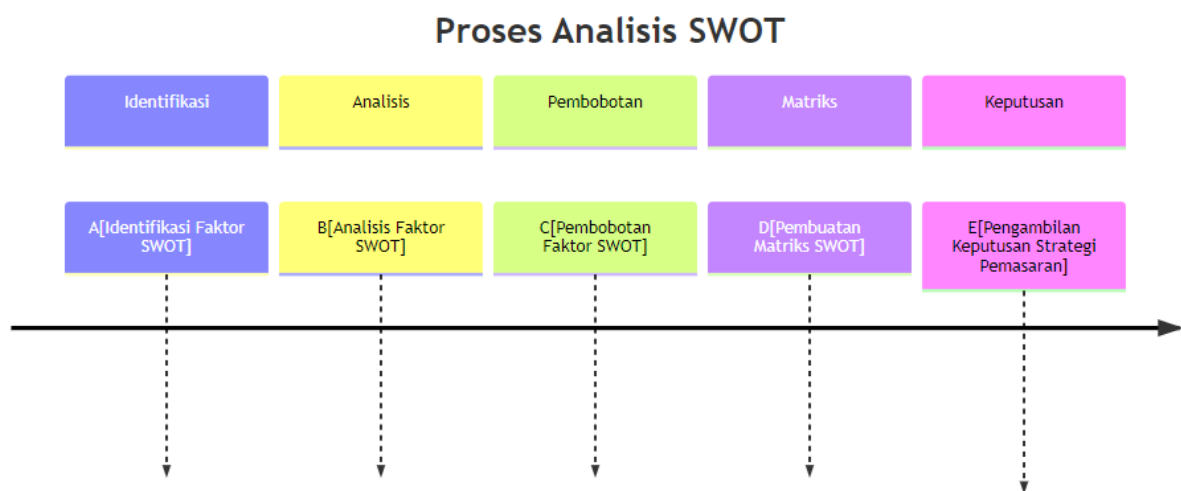 Proses Analisis SWOT
Identifikasi
Analisis
Pembobotan
Matriks
Keputusan
A[Identifikasi Faktor
SWOT]
B[Analisis Faktor
SWOT]
C[Pembobotan
Faktor SWOT]
D[Pembuatan
Matriks SWOT]
E[Pengambilan
Keputusan Strategi
Pemasaran]